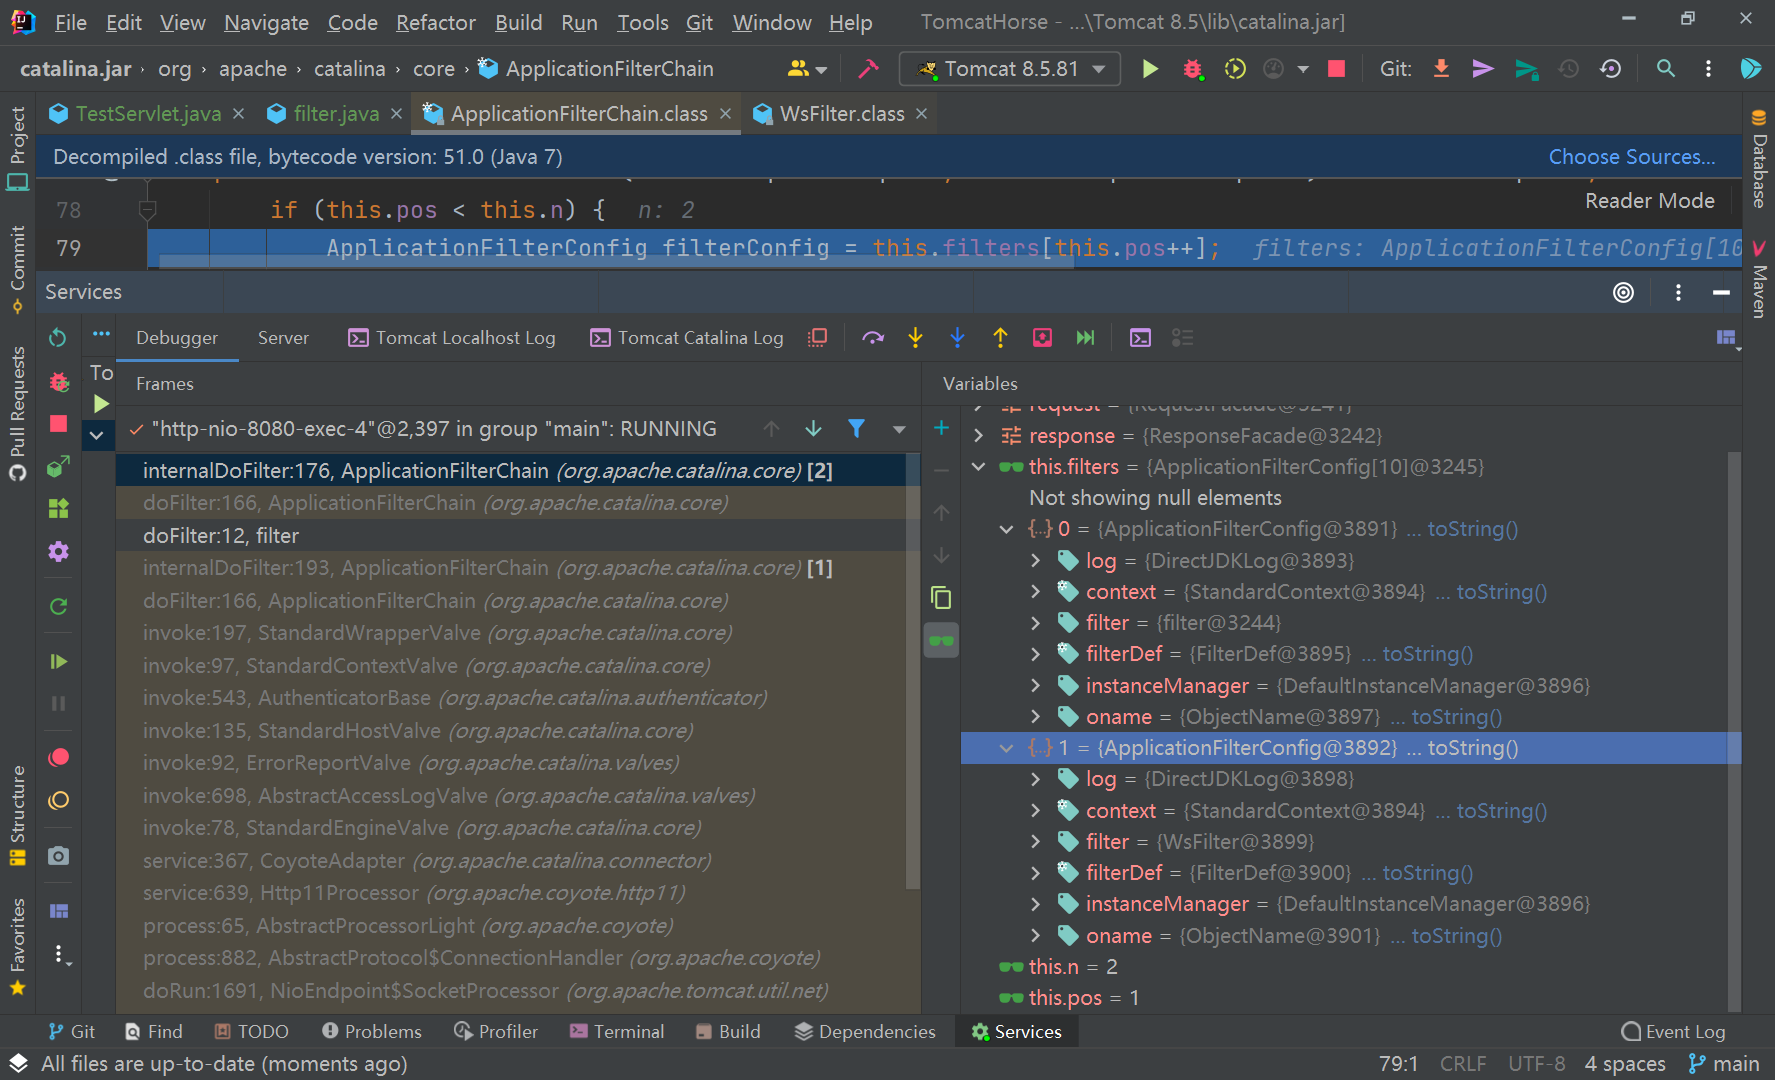 File Edit View Navigate Code Refactor Build Run Tools Git Window Help TomcatHorse - ...\Tomcat 8.5\lib\catalina.jar]
catalina.jar › org › apache › catalina › core › ApplicationFilterChain
Tomcat 8.5.81
Git:
TestServlet.java
filter.java
ApplicationFilterChain.class
WsFilter.class
Decompiled .class file, bytecode version: 51.0 (Java 7)
Choose Sources...
Reader Mode
78 if (this.pos < this.n) { n: 2
79 ApplicationFilterConfig filterConfig = this.filters[this.pos++]; filters: ApplicationFilterConfig[10
Services
Debugger
Server
Tomcat Localhost Log
Tomcat Catalina Log
To
Frames
"http-nio-8080-exec-4"@2,397 in group "main": RUNNING
internalDoFilter:176, ApplicationFilterChain (org.apache.catalina.core) [2]
doFilter:166, ApplicationFilterChain (org.apache.catalina.core)
doFilter:12, filter
internalDoFilter:193, ApplicationFilterChain (org.apache.catalina.core) [1]
doFilter:166, ApplicationFilterChain (org.apache.catalina.core)
invoke:197, StandardWrapperValve (org.apache.catalina.core)
invoke:97, StandardContextValve (org.apache.catalina.core)
invoke:543, AuthenticatorBase (org.apache.catalina.authenticator)
invoke:135, StandardHostValve (org.apache.catalina.core)
invoke:92, ErrorReportValve (org.apache.catalina.valves)
invoke:698, AbstractAccessLogValve (org.apache.catalina.valves)
invoke:78, StandardEngineValve (org.apache.catalina.core)
service:367, CoyoteAdapter (org.apache.catalina.connector)
service:639, Http11Processor (org.apache.coyote.http11)
process:65, AbstractProcessorLight (org.apache.coyote)
process:882, AbstractProtocol$ConnectionHandler (org.apache.coyote)
doRun:1691, NioEndpoint$SocketProcessor (org.apache.tomcat.util.net)
Variables
request = {RequestFacade@3241}
response = {ResponseFacade@3242}
this.filters = {ApplicationFilterConfig[10]@3245}
Not showing null elements
{...} 0 = {ApplicationFilterConfig@3891} ... toString()
log = {DirectJDKLog@3893}
context = {StandardContext@3894} ... toString()
filter = {filter@3244}
filterDef = {FilterDef@3895} ... toString()
instanceManager = {DefaultInstanceManager@3896}
oname = {ObjectName@3897} ... toString()
{...} 1 = {ApplicationFilterConfig@3892} ... toString()
log = {DirectJDKLog@3898}
context = {StandardContext@3894} ... toString()
filter = {WsFilter@3899}
filterDef = {FilterDef@3900} ... toString()
instanceManager = {DefaultInstanceManager@3896}
oname = {ObjectName@3901} ... toString()
this.n = 2
this.pos = 1
Project
Commit
Pull Requests
Structure
Favorites
Database
Maven
Git Find TODO Problems Profiler Terminal Build Dependencies Services Event Log
All files are up-to-date (moments ago)
79:1 CRLF UTF-8 4 spaces main